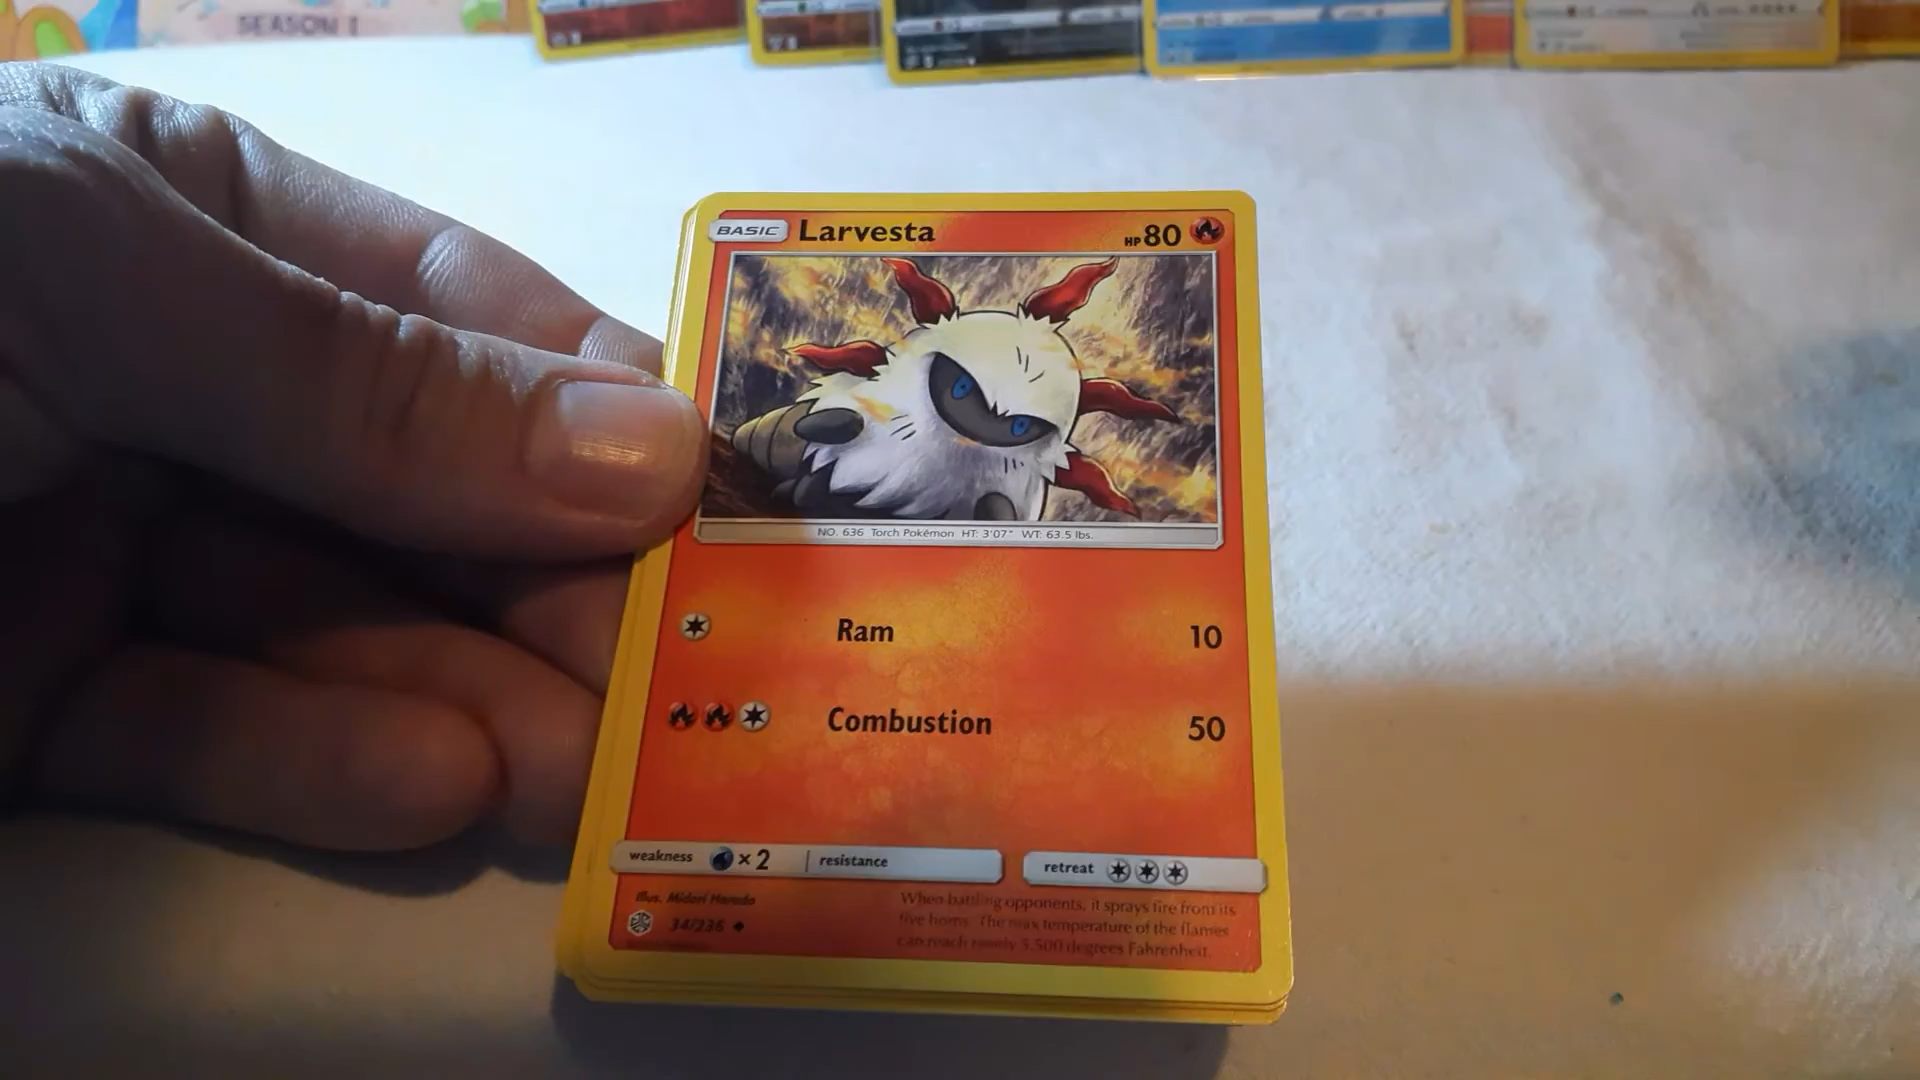 SEASON 1
BASIC Larvesta HP 80
NO. 636 Torch Pokémon HT: 3'07" WT: 63.5 lbs.
Ram 10
Combustion 50
weakness ×2 resistance
retreat
Illus. Midori Harada
34/236
When battling opponents, it sprays fire from its
five horns. The max temperature of the flames
can reach nearly 5,500 degrees Fahrenheit.